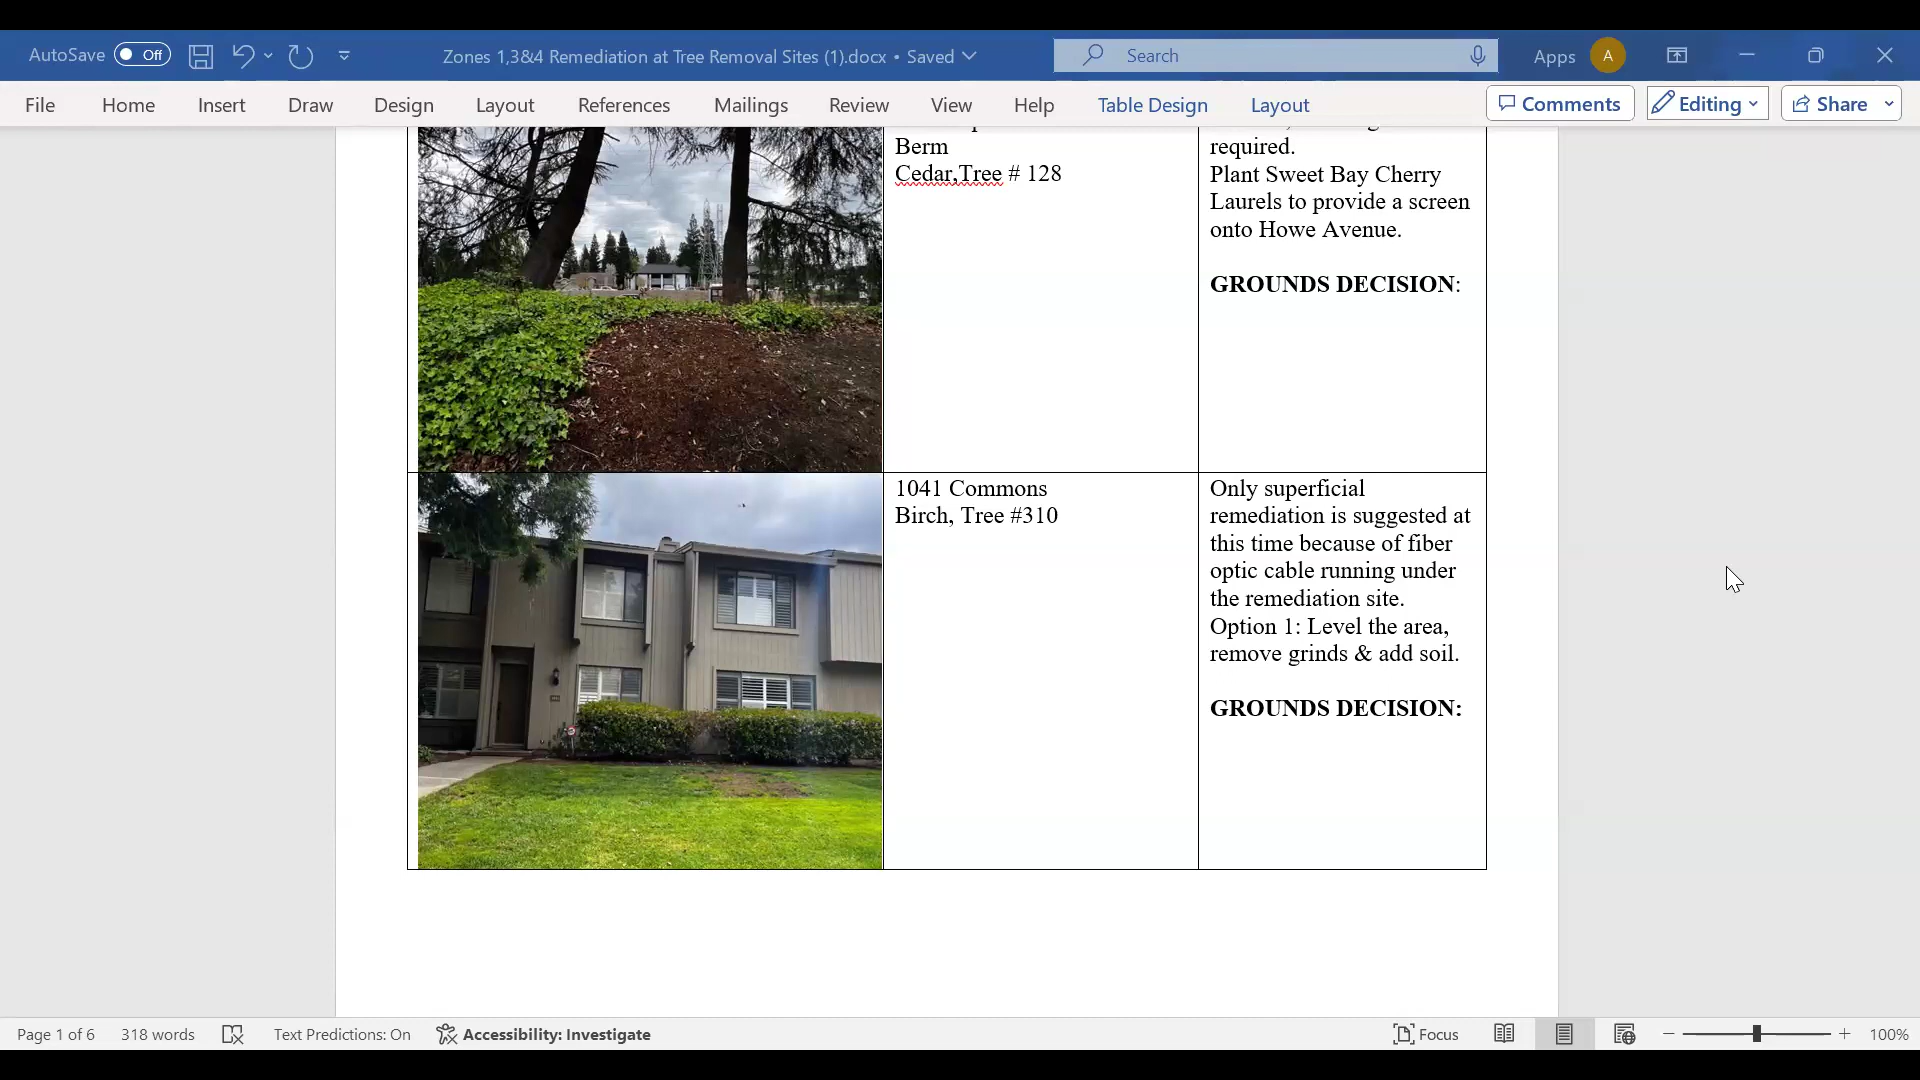 AutoSave Off Zones 1,3&4 Remediation at Tree Removal Sites (1).docx • Saved Search Apps A
File Home Insert Draw Design Layout References Mailings Review View Help Table Design Layout Comments Editing Share
Berm
Cedar,Tree # 128
required.
Plant Sweet Bay Cherry
Laurels to provide a screen
onto Howe Avenue.
GROUNDS DECISION:
1041 Commons
Birch, Tree #310
Only superficial
remediation is suggested at
this time because of fiber
optic cable running under
the remediation site.
Option 1: Level the area,
remove grinds & add soil.
GROUNDS DECISION:
Page 1 of 6 318 words Text Predictions: On Accessibility: Investigate Focus 100%